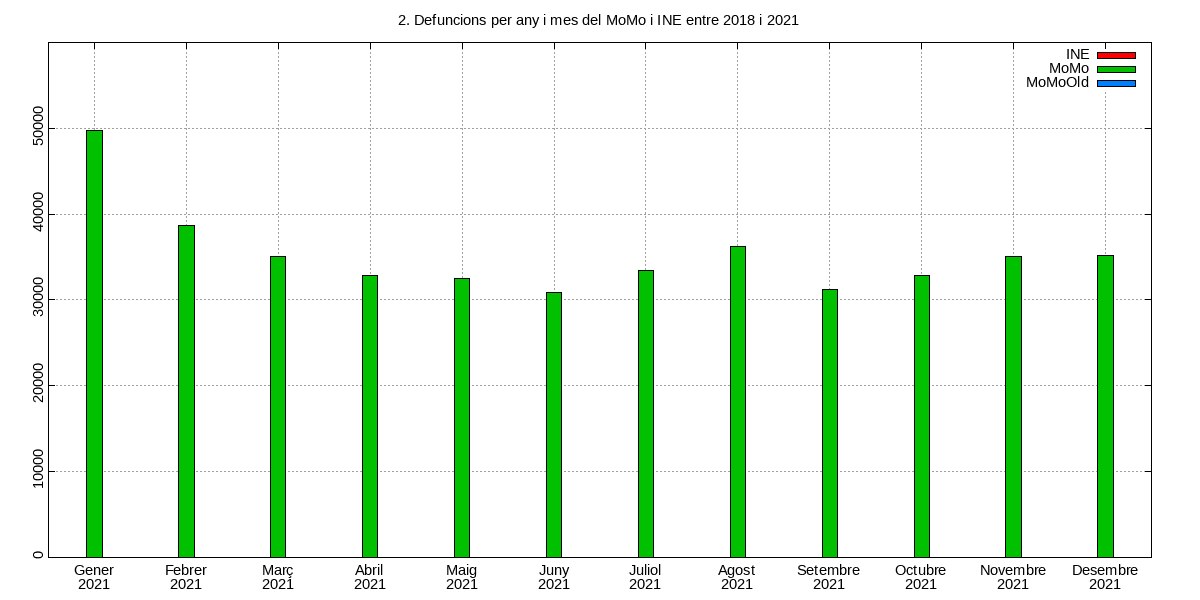 2. Defuncions per any i mes del MoMo i INE entre 2018 i 2021
INE
MoMo
MoMoOld
50000
40000
30000
20000
10000
0
Gener Febrer Març Abril Maig Juny Juliol Agost Setembre Octubre Novembre Desembre
2021 2021 2021 2021 2021 2021 2021 2021 2021 2021 2021 2021